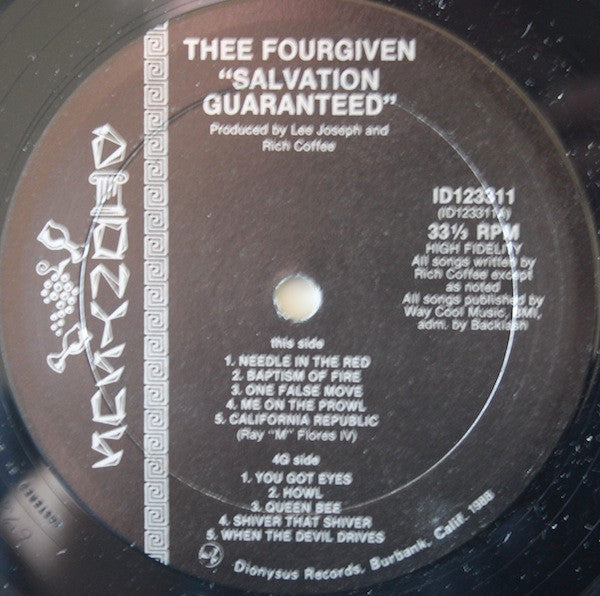 THEE FOURGIVEN
"SALVATION
GUARANTEED"
Produced by Lee Joseph and
Rich Coffee
DIONYSUS
ID123311
(ID123311A)
33⅓ RPM
HIGH FIDELITY
All songs written by
Rich Coffee except
as noted
All songs published by
Way Cool Music, BMI,
adm. by Backlash
this side
1. NEEDLE IN THE RED
2. BAPTISM OF FIRE
3. ONE FALSE MOVE
4. ME ON THE PROWL
5. CALIFORNIA REPUBLIC
(Ray "M" Flores IV)
4G side
1. YOU GOT EYES
2. HOWL
3. QUEEN BEE
4. SHIVER THAT SHIVER
5. WHEN THE DEVIL DRIVES
Dionysus Records, Burbank, Calif. 1988